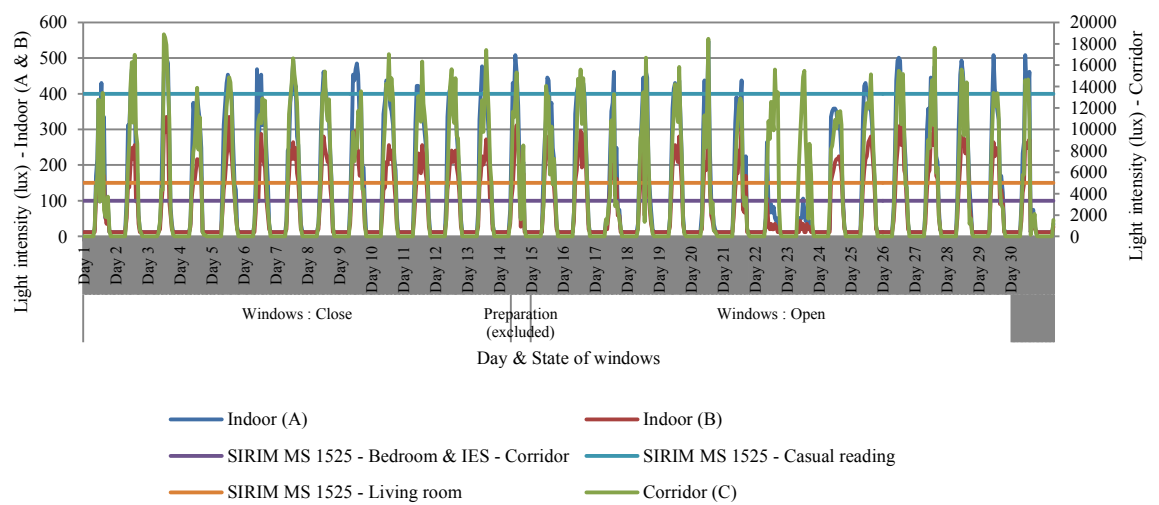 600
500
400
300
200
100
0
Light intensity (lux) - Indoor (A & B)
20000
18000
16000
14000
12000
10000
8000
6000
4000
2000
0
Light intensity (lux) - Corridor
Day 1
Day 2
Day 3
Day 4
Day 5
Day 6
Day 7
Day 8
Day 9
Day 10
Day 11
Day 12
Day 13
Day 14
Day 15
Day 16
Day 17
Day 18
Day 19
Day 20
Day 21
Day 22
Day 23
Day 24
Day 25
Day 26
Day 27
Day 28
Day 29
Day 30
Windows : Close
Preparation
(excluded)
Windows : Open
Day & State of windows
Indoor (A)
Indoor (B)
SIRIM MS 1525 - Bedroom & IES - Corridor
SIRIM MS 1525 - Casual reading
SIRIM MS 1525 - Living room
Corridor (C)